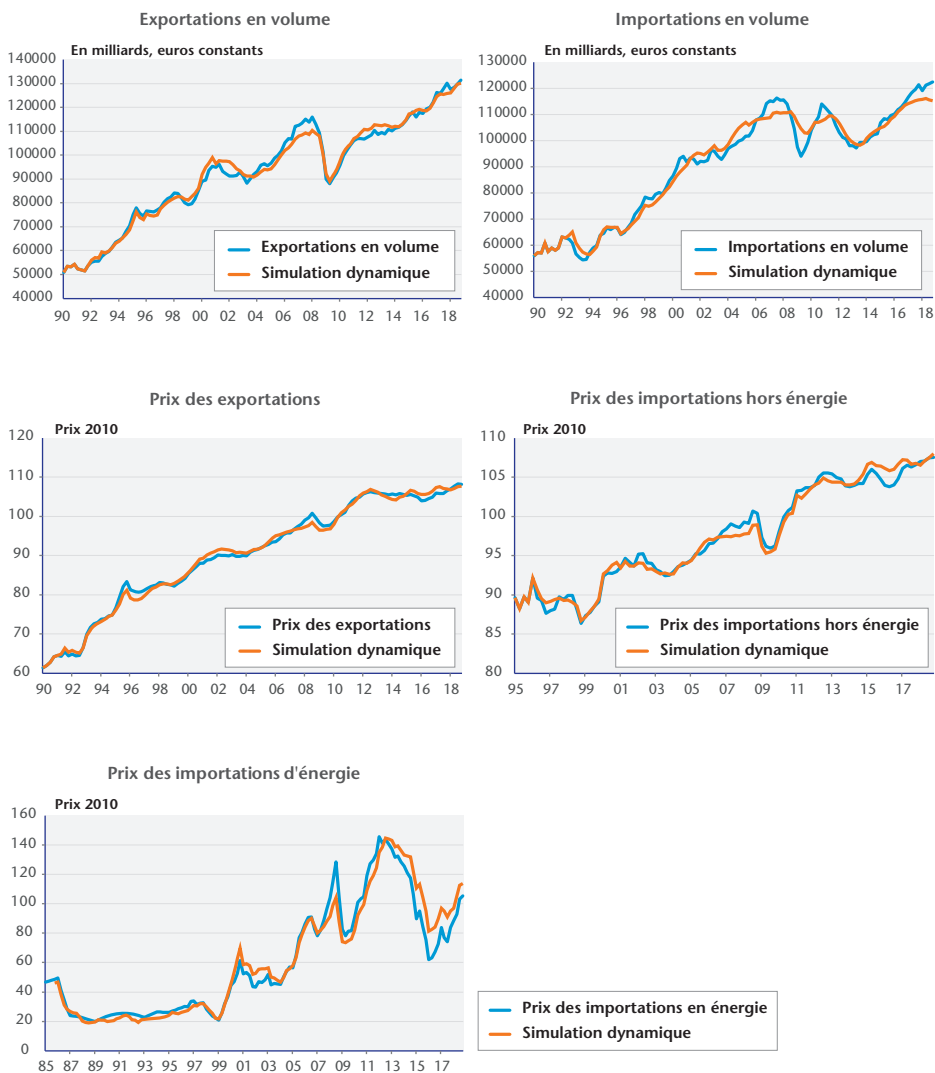 Exportations en volume
En milliards, euros constants
140000
130000
120000
110000
100000
90000
80000
70000
60000
50000
40000
Exportations en volume
Simulation dynamique
90 92 94 96 98 00 02 04 06 08 10 12 14 16 18
Importations en volume
En milliards, euros constants
130000
120000
110000
100000
90000
80000
70000
60000
50000
40000
Importations en volume
Simulation dynamique
90 92 94 96 98 00 02 04 06 08 10 12 14 16 18
Prix des exportations
Prix 2010
120
110
100
90
80
70
60
Prix des exportations
Simulation dynamique
90 92 94 96 98 00 02 04 06 08 10 12 14 16 18
Prix des importations hors énergie
Prix 2010
110
105
100
95
90
85
80
Prix des importations hors énergie
Simulation dynamique
95 97 99 01 03 05 07 09 11 13 15 17
Prix des importations d'énergie
Prix 2010
160
140
120
100
80
60
40
20
0
85 87 89 91 93 95 97 99 01 03 05 07 09 11 13 15 17
Prix des importations en énergie
Simulation dynamique